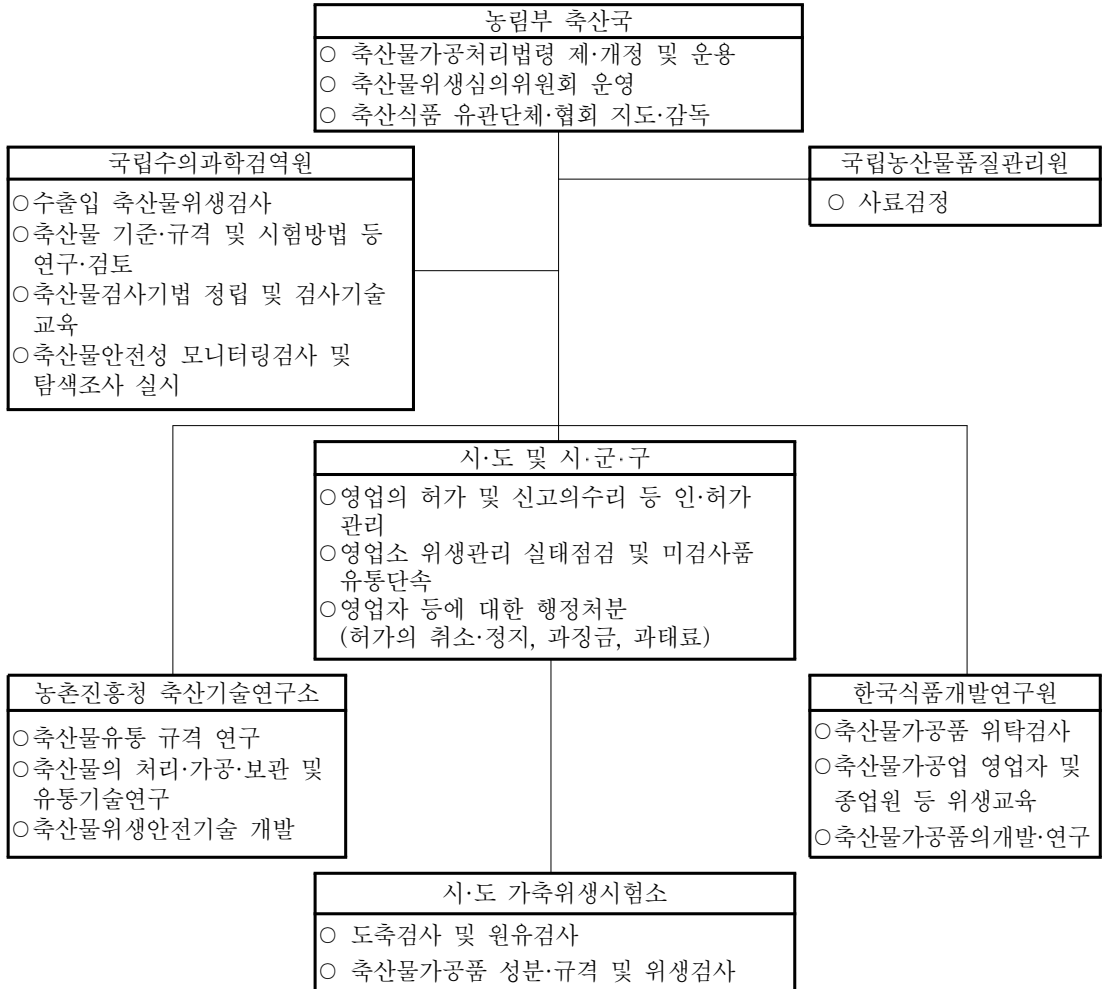 농림부 축산국
○ 축산물가공처리법령 제·개정 및 운용
○ 축산물위생심의위원회 운영
○ 축산식품 유관단체·협회 지도·감독
국립수의과학검역원
○수출입 축산물위생검사
○축산물 기준·규격 및 시험방법 등
연구·검토
○축산물검사기법 정립 및 검사기술
교육
○축산물안전성 모니터링검사 및
탐색조사 실시
국립농산물품질관리원
○ 사료검정
시·도 및 시·군·구
○영업의 허가 및 신고의수리 등 인·허가
관리
○영업소 위생관리 실태점검 및 미검사품
유통단속
○영업자 등에 대한 행정처분
(허가의 취소·정지, 과징금, 과태료)
농촌진흥청 축산기술연구소
○축산물유통 규격 연구
○축산물의 처리·가공·보관 및
유통기술연구
○축산물위생안전기술 개발
한국식품개발연구원
○축산물가공품 위탁검사
○축산물가공업 영업자 및
종업원 등 위생교육
○축산물가공품의개발·연구
시·도 가축위생시험소
○ 도축검사 및 원유검사
○ 축산물가공품 성분·규격 및 위생검사